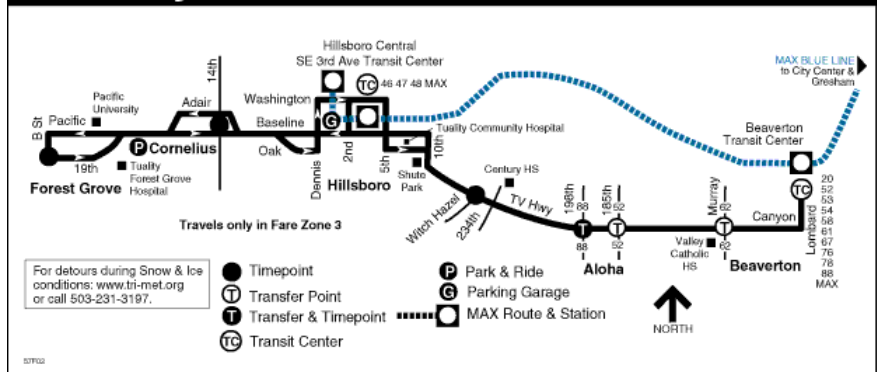 Hillsboro Central
SE 3rd Ave Transit Center
TC 46 47 48 MAX
MAX BLUE LINE
to City Center &
Gresham
14th
Pacific
University
Adair
Washington
B St
Pacific
Baseline
G
Tuality Community Hospital
Beaverton
Transit Center
P Cornelius
Oak
2nd
5th
10th
19th
Tuality
Forest Grove
Hospital
Forest Grove
Dennis
Hillsboro
Shute
Park
Century HS
TC
20
52
53
54
58
61
67
76
78
88
MAX
Witch Hazel
234th
TV Hwy
198th
88
T
88
185th
52
T
52
Murray
62
T
62
Canyon
Lombard
Travels only in Fare Zone 3
Aloha
Valley
Catholic
HS
Beaverton
For detours during Snow & Ice
conditions: www.tri-met.org
or call 503-231-3197.
Timepoint
T Transfer Point
T Transfer & Timepoint
TC Transit Center
P Park & Ride
G Parking Garage
MAX Route & Station
NORTH